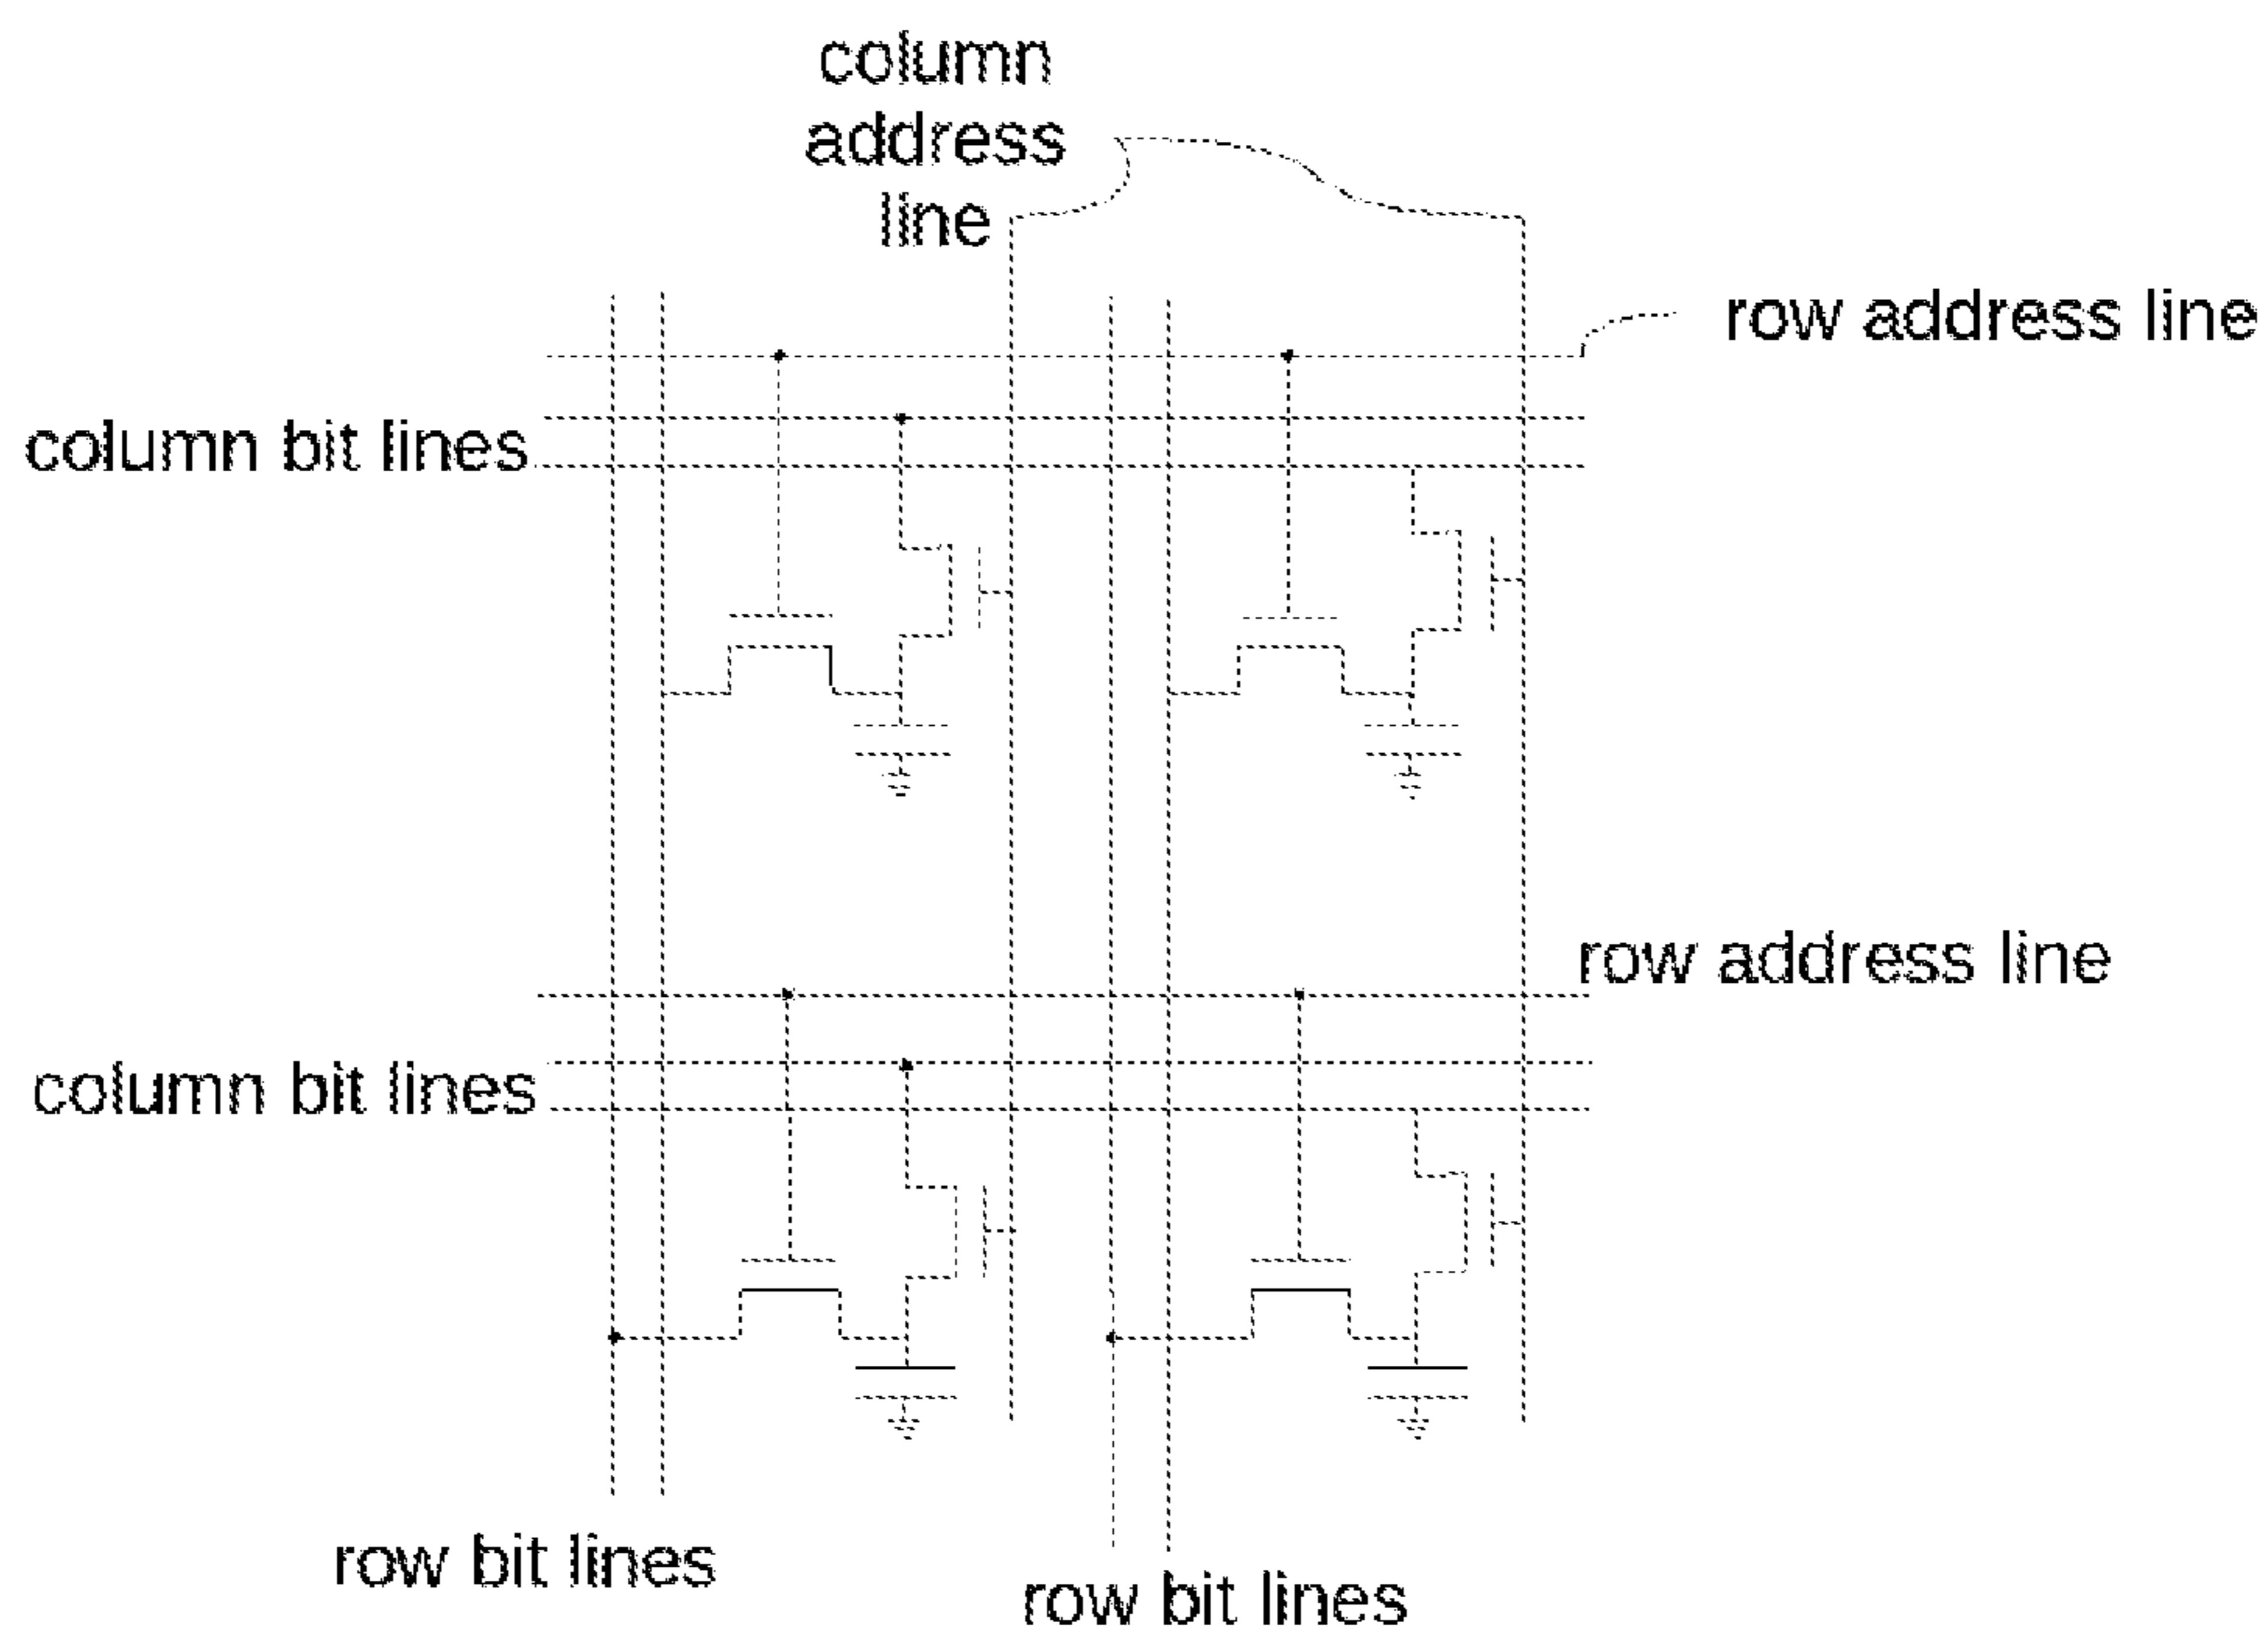 column
address
line
row address line
column bit lines
row address line
column bit lines
row bit lines
row bit lines